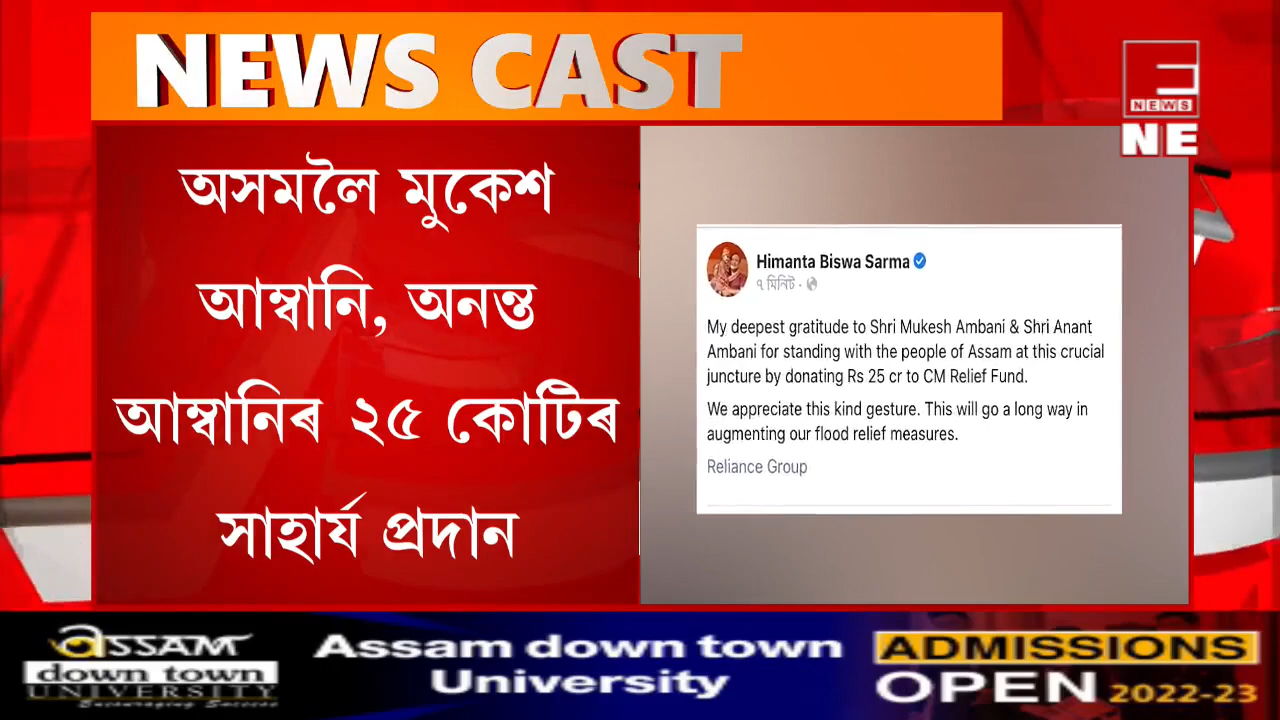 NEWS CAST
NEWS
NE
অসমলৈ মুকেশ
আম্বানি, অনন্ত
আম্বানিৰ ২৫ কোটিৰ
সাহাৰ্য প্ৰদান
Himanta Biswa Sarma
৭ মিনিট ·
My deepest gratitude to Shri Mukesh Ambani & Shri Anant
Ambani for standing with the people of Assam at this crucial
juncture by donating Rs 25 cr to CM Relief Fund.
We appreciate this kind gesture. This will go a long way in
augmenting our flood relief measures.
Reliance Group
অSSAM
down town
UNIVERSITY
Encouraging Success
Assam down town
University
ADMISSIONS
OPEN 2022-23